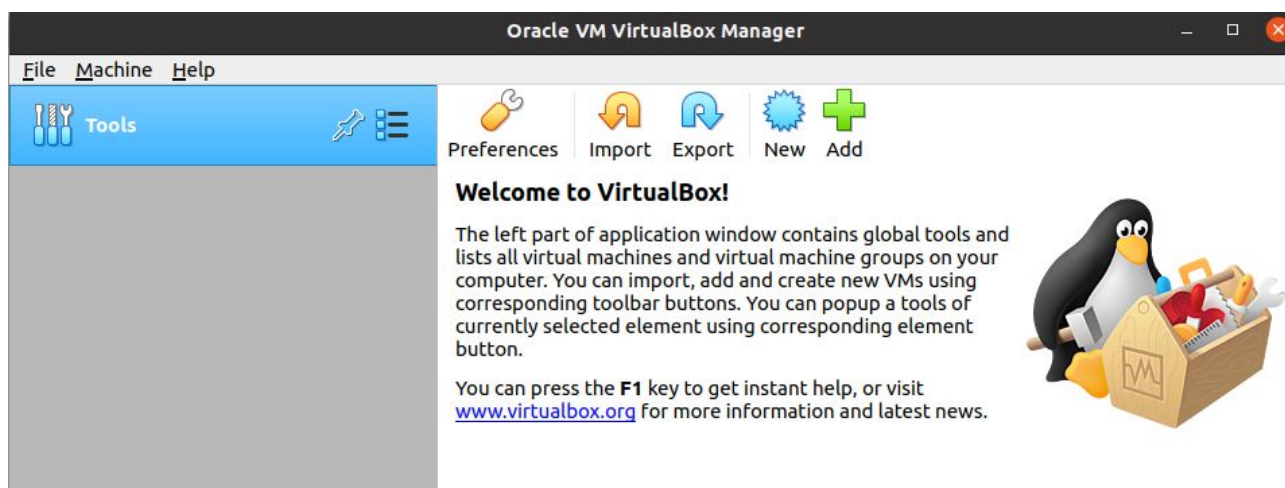 Oracle VM VirtualBox Manager
File Machine Help
Tools
Preferences Import Export New Add
Welcome to VirtualBox!
The left part of application window contains global tools and
lists all virtual machines and virtual machine groups on your
computer. You can import, add and create new VMs using
corresponding toolbar buttons. You can popup a tools of
currently selected element using corresponding element
button.
You can press the F1 key to get instant help, or visit
www.virtualbox.org for more information and latest news.